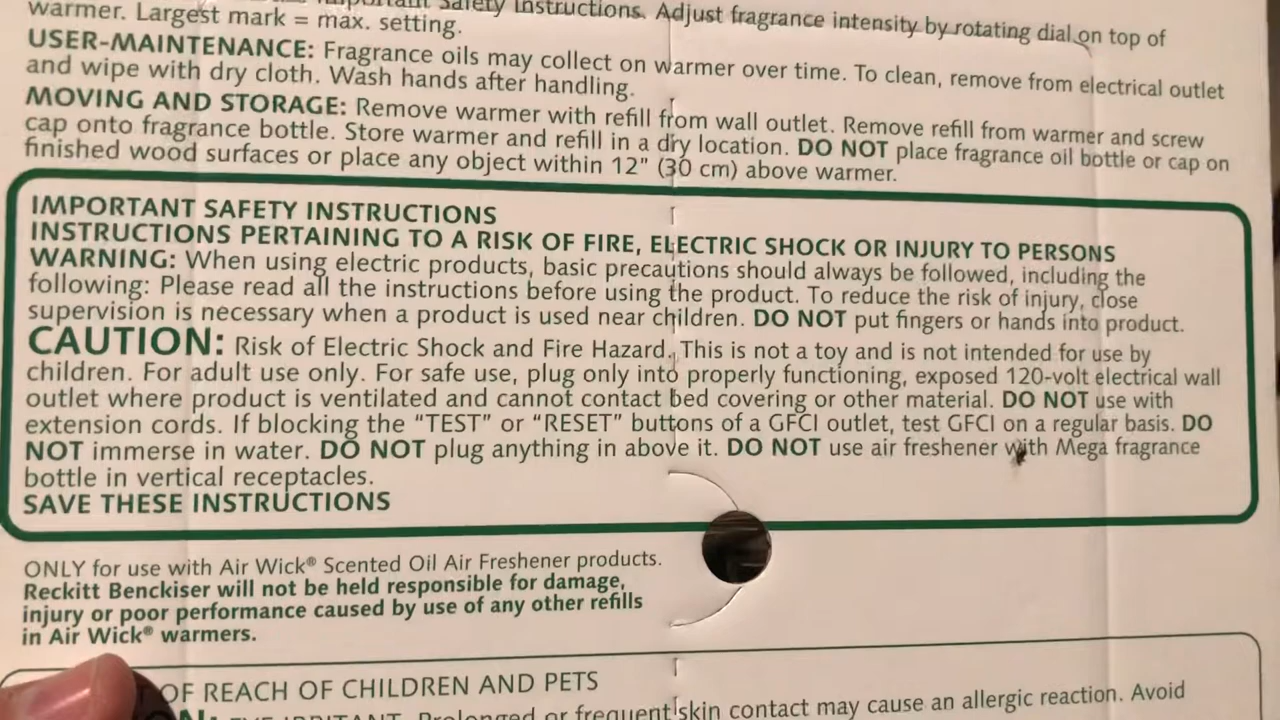 Safety Instructions. Adjust fragrance intensity by rotating dial on top of
warmer. Largest mark = max. setting.
USER-MAINTENANCE: Fragrance oils may collect on warmer over time. To clean, remove from electrical outlet
and wipe with dry cloth. Wash hands after handling.
MOVING AND STORAGE: Remove warmer with refill from wall outlet. Remove refill from warmer and screw
cap onto fragrance bottle. Store warmer and refill in a dry location. DO NOT place fragrance oil bottle or cap on
finished wood surfaces or place any object within 12" (30 cm) above warmer.
IMPORTANT SAFETY INSTRUCTIONS
INSTRUCTIONS PERTAINING TO A RISK OF FIRE, ELECTRIC SHOCK OR INJURY TO PERSONS
WARNING: When using electric products, basic precautions should always be followed, including the
following: Please read all the instructions before using the product. To reduce the risk of injury, close
supervision is necessary when a product is used near children. DO NOT put fingers or hands into product.
CAUTION: Risk of Electric Shock and Fire Hazard. This is not a toy and is not intended for use by
children. For adult use only. For safe use, plug only into properly functioning, exposed 120-volt electrical wall
outlet where product is ventilated and cannot contact bed covering or other material. DO NOT use with
extension cords. If blocking the “TEST” or “RESET” buttons of a GFCI outlet, test GFCI on a regular basis. DO
NOT immerse in water. DO NOT plug anything in above it. DO NOT use air freshener with Mega fragrance
bottle in vertical receptacles.
SAVE THESE INSTRUCTIONS
ONLY for use with Air Wick® Scented Oil Air Freshener products.
Reckitt Benckiser will not be held responsible for damage,
injury or poor performance caused by use of any other refills
in Air Wick® warmers.
OF REACH OF CHILDREN AND PETS
EYE IRRITANT. Prolonged or frequent skin contact may cause an allergic reaction. Avoid